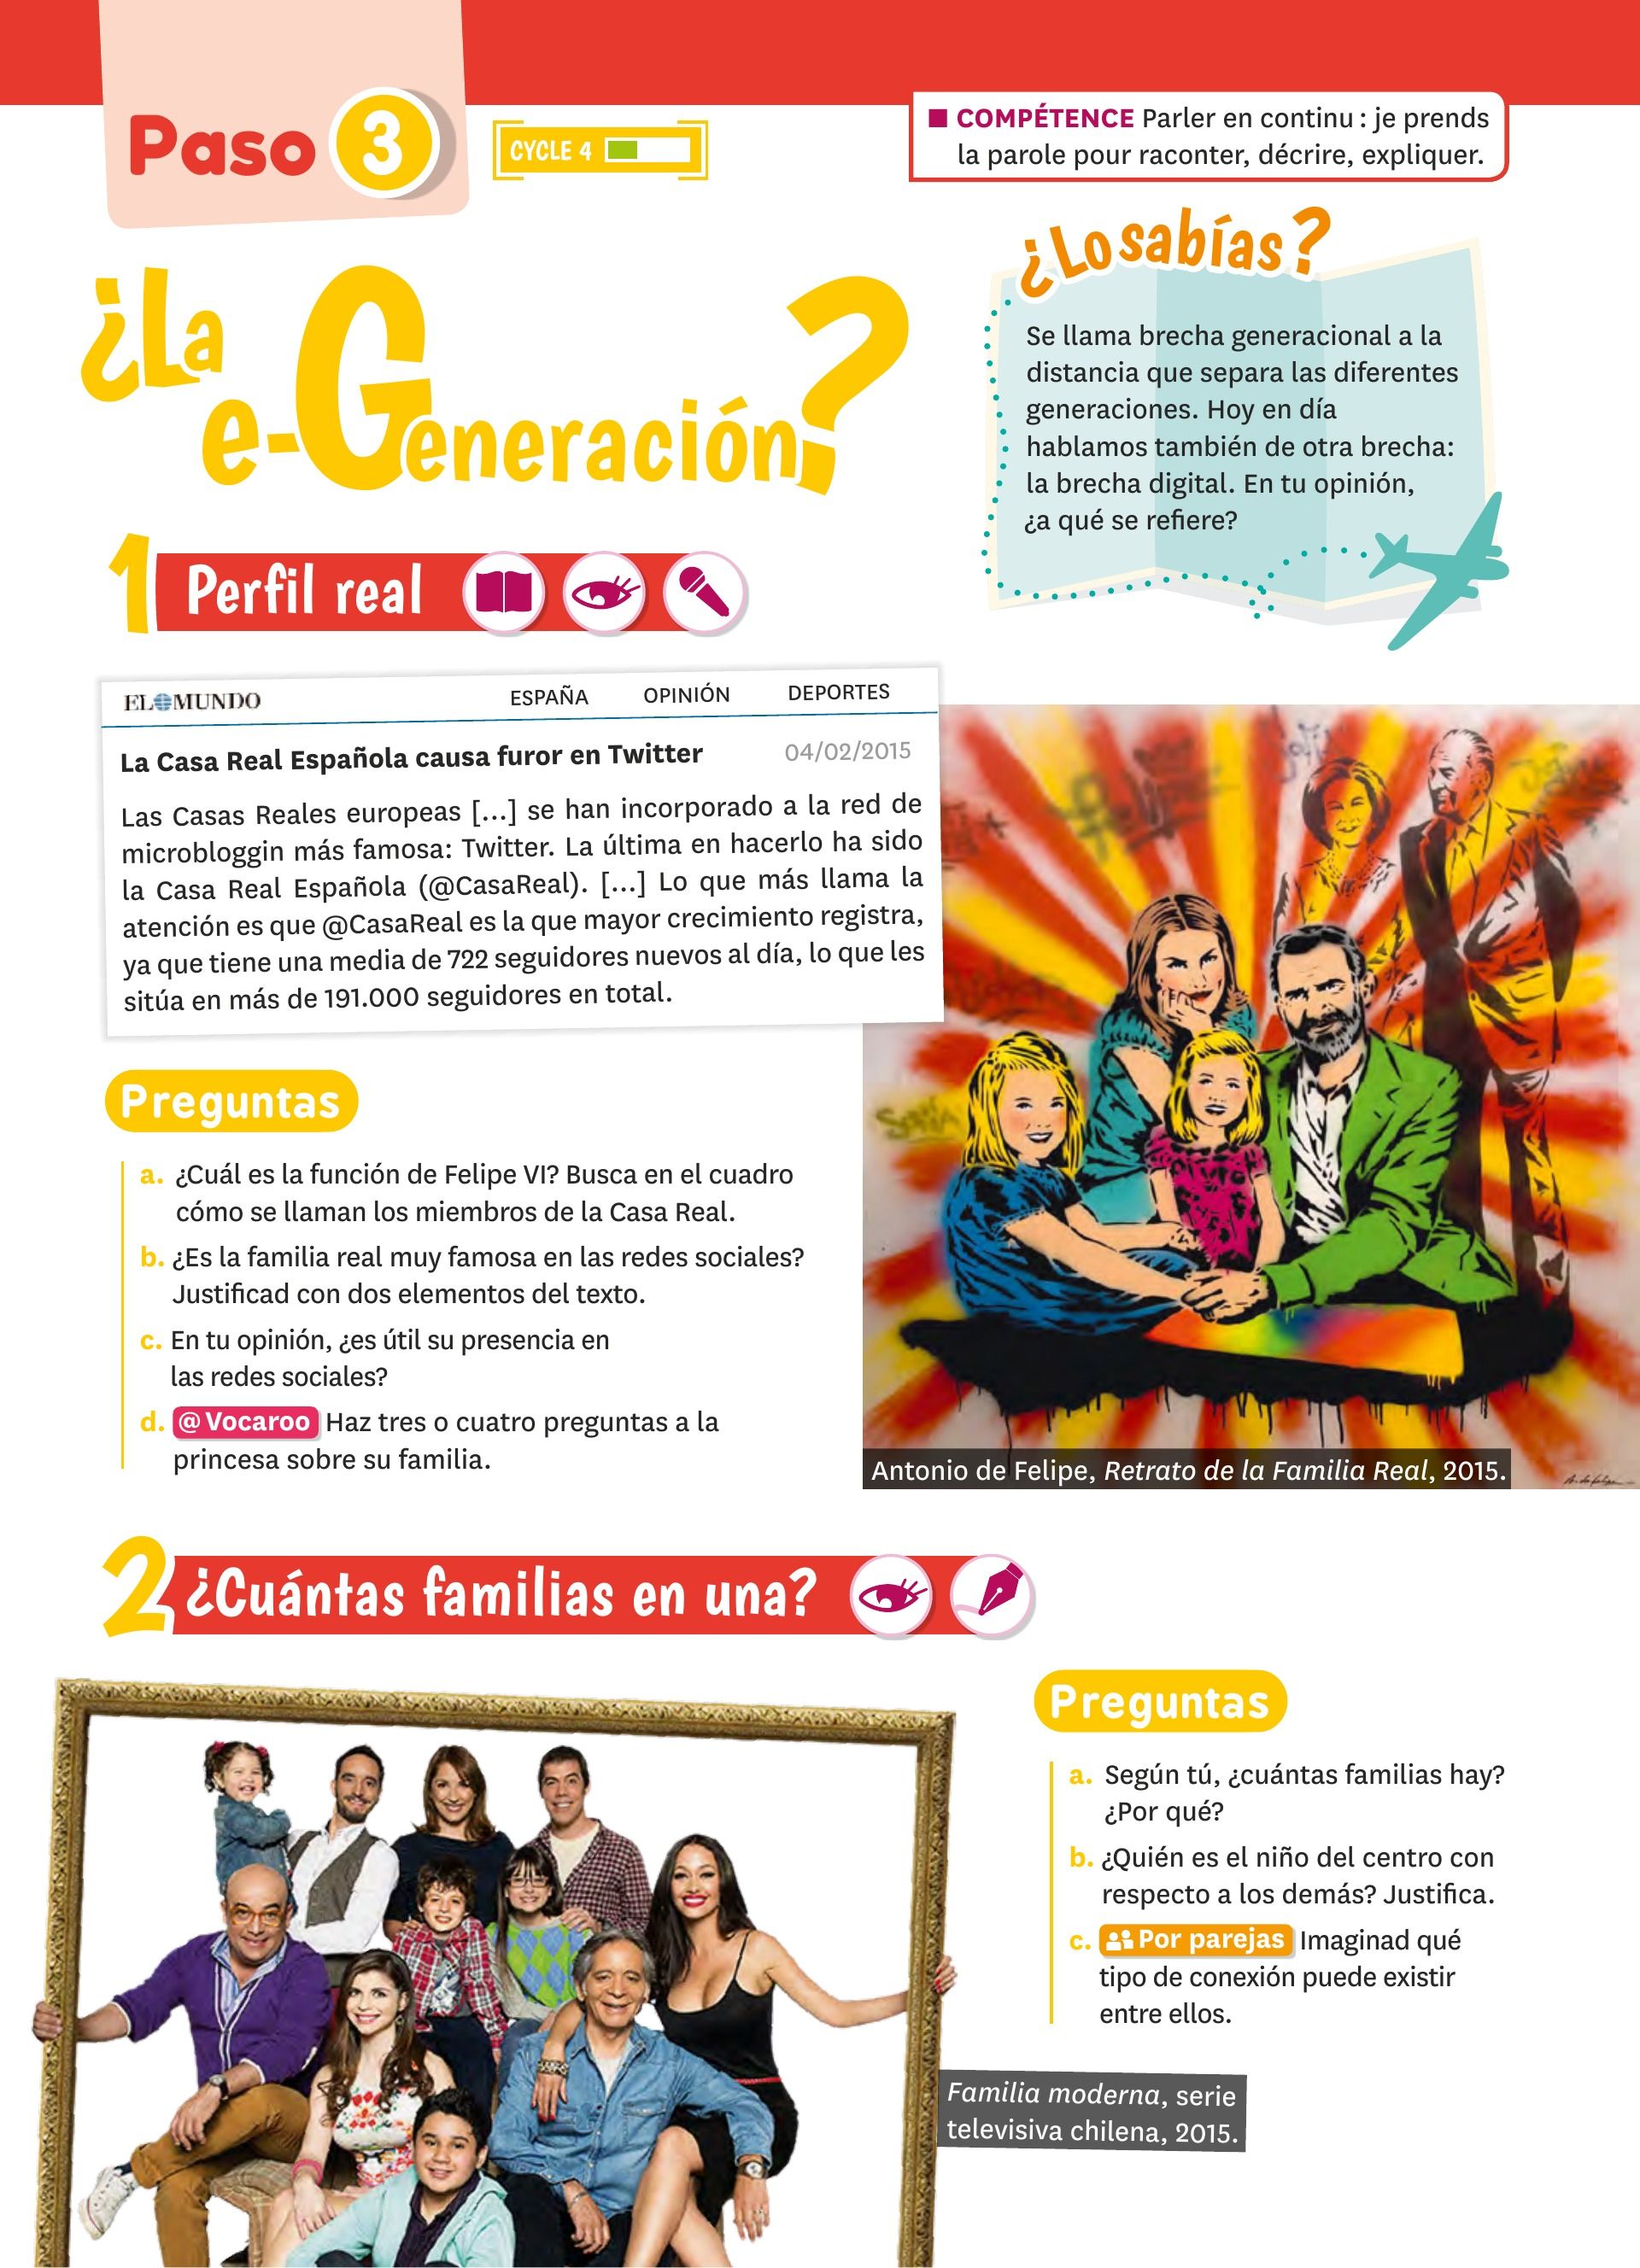 Paso 3
CYCLE 4
■ COMPÉTENCE Parler en continu : je prends
la parole pour raconter, décrire, expliquer.
¿La
e-Generación?
¿Lo sabías?
Se llama brecha generacional a la
distancia que separa las diferentes
generaciones. Hoy en día
hablamos también de otra brecha:
la brecha digital. En tu opinión,
¿a qué se refiere?
1 Perfil real
EL MUNDO ESPAÑA OPINIÓN DEPORTES
La Casa Real Española causa furor en Twitter 04/02/2015
Las Casas Reales europeas [...] se han incorporado a la red de
microbloggin más famosa: Twitter. La última en hacerlo ha sido
la Casa Real Española (@CasaReal). [...] Lo que más llama la
atención es que @CasaReal es la que mayor crecimiento registra,
ya que tiene una media de 722 seguidores nuevos al día, lo que les
sitúa en más de 191.000 seguidores en total.
Preguntas
a. ¿Cuál es la función de Felipe VI? Busca en el cuadro
cómo se llaman los miembros de la Casa Real.
b. ¿Es la familia real muy famosa en las redes sociales?
Justificad con dos elementos del texto.
c. En tu opinión, ¿es útil su presencia en
las redes sociales?
d. @ Vocaroo Haz tres o cuatro preguntas a la
princesa sobre su familia.
Antonio de Felipe, Retrato de la Familia Real, 2015.
2 ¿Cuántas familias en una?
Preguntas
a. Según tú, ¿cuántas familias hay?
¿Por qué?
b. ¿Quién es el niño del centro con
respecto a los demás? Justifica.
c. Por parejas Imaginad qué
tipo de conexión puede existir
entre ellos.
Familia moderna, serie
televisiva chilena, 2015.